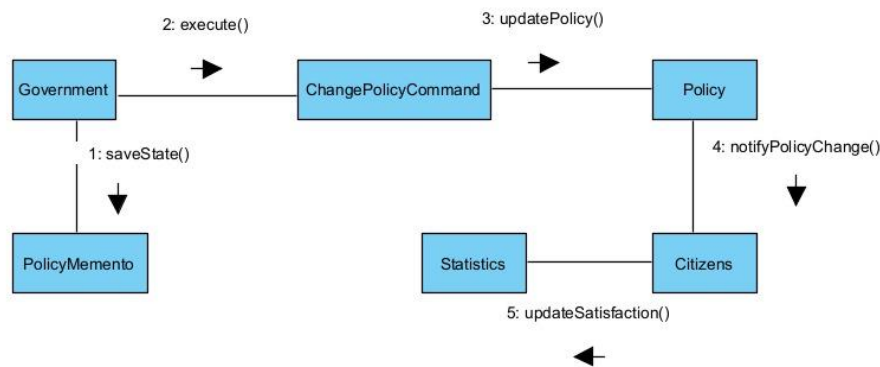 2: execute()
3: updatePolicy()
Government
ChangePolicyCommand
Policy
1: saveState()
4: notifyPolicyChange()
PolicyMemento
Statistics
Citizens
5: updateSatisfaction()